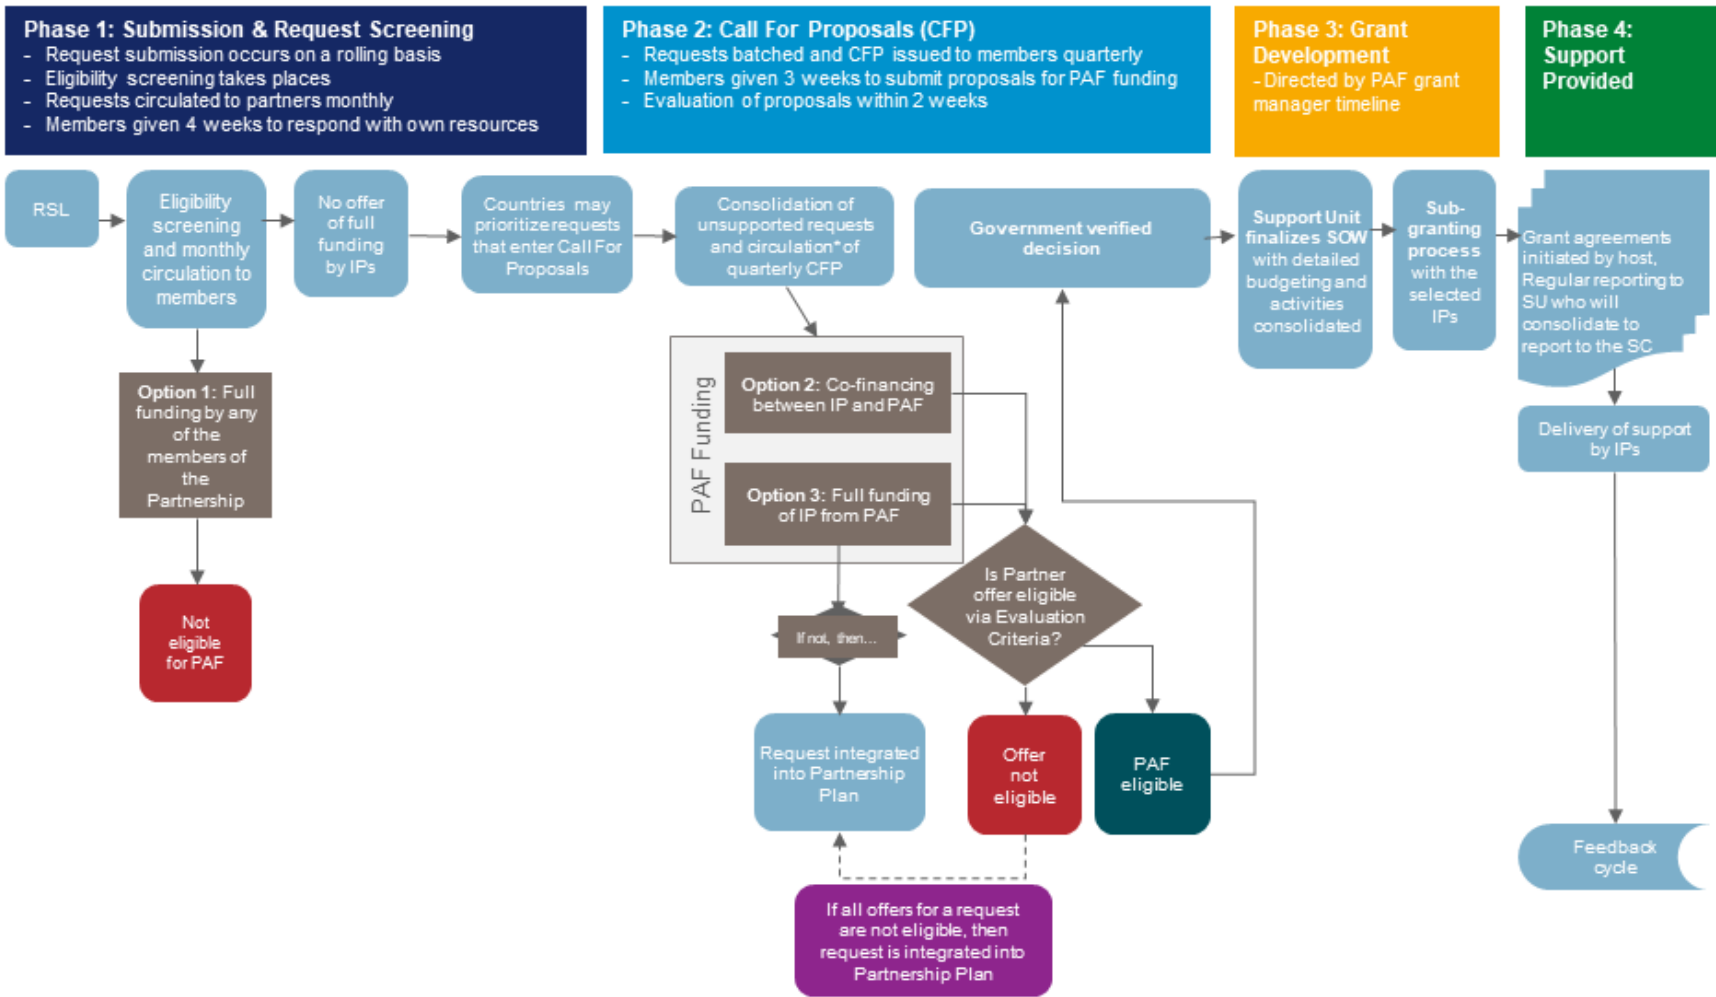 Phase 1: Submission & Request Screening
- Request submission occurs on a rolling basis
- Eligibility screening takes places
- Requests circulated to partners monthly
- Members given 4 weeks to respond with own resources
Phase 2: Call For Proposals (CFP)
- Requests batched and CFP issued to members quarterly
- Members given 3 weeks to submit proposals for PAF funding
- Evaluation of proposals within 2 weeks
Phase 3: Grant
Development
- Directed by PAF grant
manager timeline
Phase 4:
Support
Provided
RSL
Eligibility
screening
and monthly
circulation to
members
No offer
of full
funding
by IPs
Countries may
prioritize requests
that enter Call For
Proposals
Consolidation of
unsupported requests
and circulation* of
quarterly CFP
Government verified
decision
Support Unit
finalizes SOW
with detailed
budgeting and
activities
consolidated
Sub-
granting
process
with the
selected
IPs
Grant agreements
initiated by host,
Regular reporting to
SU who will
consolidate to
report to the SC
Option 1: Full
funding by any
of the
members of
the
Partnership
Not
eligible
for PAF
PAF Funding
Option 2: Co-financing
between IP and PAF
Option 3: Full funding
of IP from PAF
If not, then...
Request integrated
into Partnership
Plan
Is Partner
offer eligible
via Evaluation
Criteria?
Offer
not
eligible
PAF
eligible
If all offers for a request
are not eligible, then
request is integrated into
Partnership Plan
Delivery of support
by IPs
Feedback
cycle